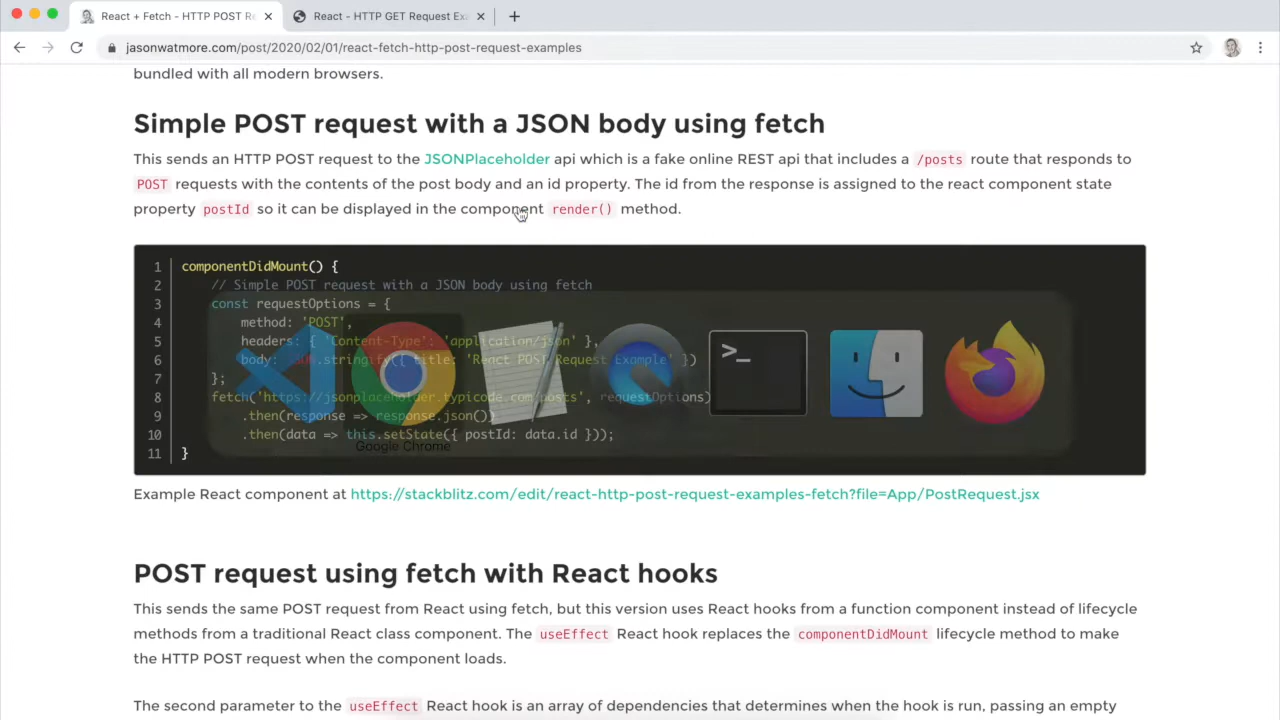 React + Fetch - HTTP POST Re
React - HTTP GET Request Exa
jasonwatmore.com/post/2020/02/01/react-fetch-http-post-request-examples
bundled with all modern browsers.
Simple POST request with a JSON body using fetch
This sends an HTTP POST request to the JSONPlaceholder api which is a fake online REST api that includes a /posts route that responds to
POST requests with the contents of the post body and an id property. The id from the response is assigned to the react component state
property postId so it can be displayed in the component render() method.
1 componentDidMount() {
2 // Simple POST request with a JSON body using fetch
3 const requestOptions = {
4 method: 'POST',
5 headers: { 'Content-Type': 'application/json' },
6 body: JSON.stringify({ title: 'React POST Request Example' })
7 };
8 fetch('https://jsonplaceholder.typicode.com/posts', requestOptions)
9 .then(response => response.json())
10 .then(data => this.setState({ postId: data.id }));
11 }
Google Chrome
Example React component at https://stackblitz.com/edit/react-http-post-request-examples-fetch?file=App/PostRequest.jsx
POST request using fetch with React hooks
This sends the same POST request from React using fetch, but this version uses React hooks from a function component instead of lifecycle
methods from a traditional React class component. The useEffect React hook replaces the componentDidMount lifecycle method to make
the HTTP POST request when the component loads.
The second parameter to the useEffect React hook is an array of dependencies that determines when the hook is run, passing an empty